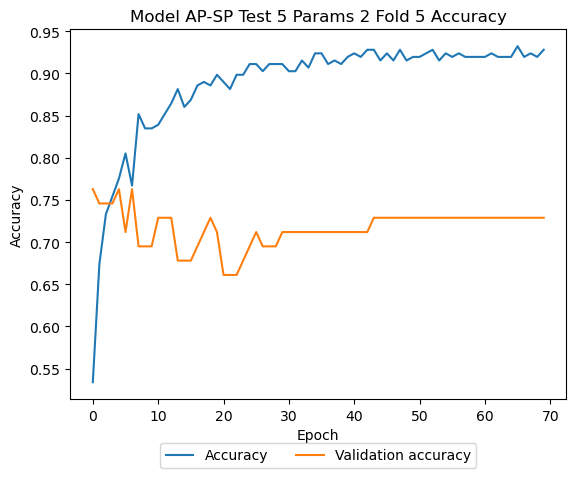 Model AP-SP Test 5 Params 2 Fold 5 Accuracy
0.95
0.90
0.85
0.80
0.75
0.70
0.65
0.60
0.55
Accuracy
0 10 20 30 40 50 60 70
Epoch
Accuracy Validation accuracy